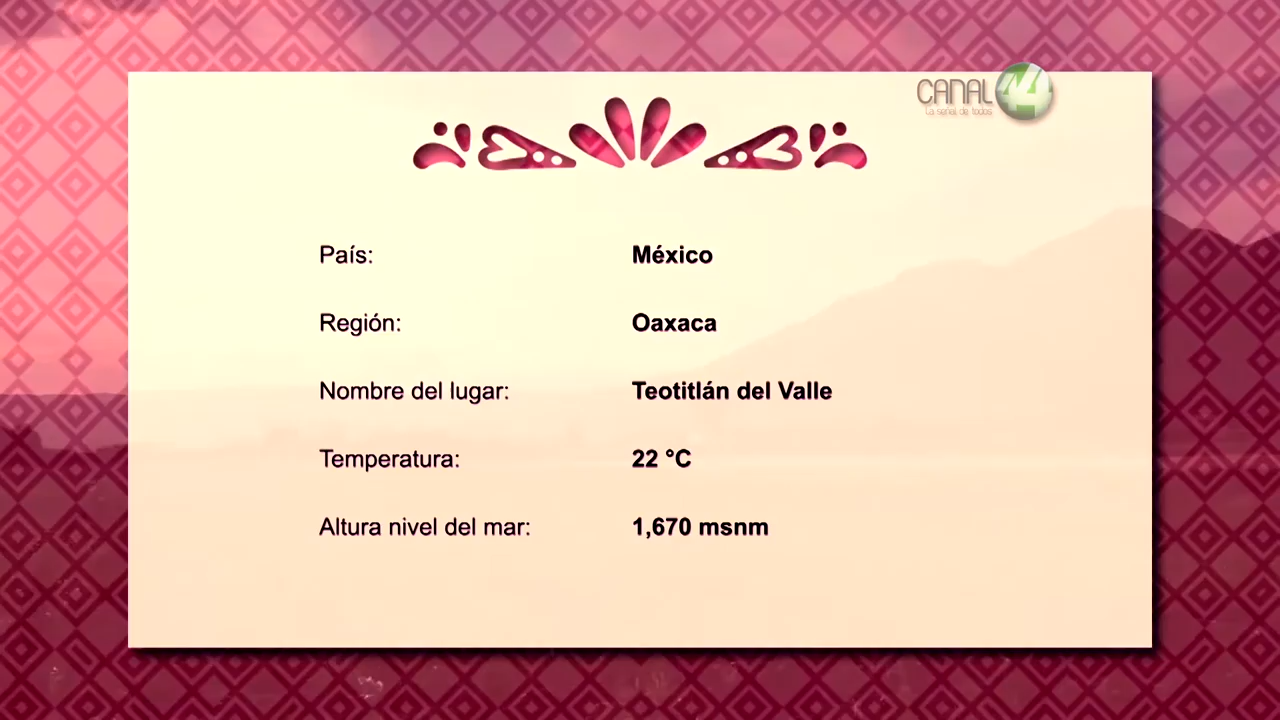 CANAL 44
La señal de todos
País: México
Región: Oaxaca
Nombre del lugar: Teotitlán del Valle
Temperatura: 22 °C
Altura nivel del mar: 1,670 msnm